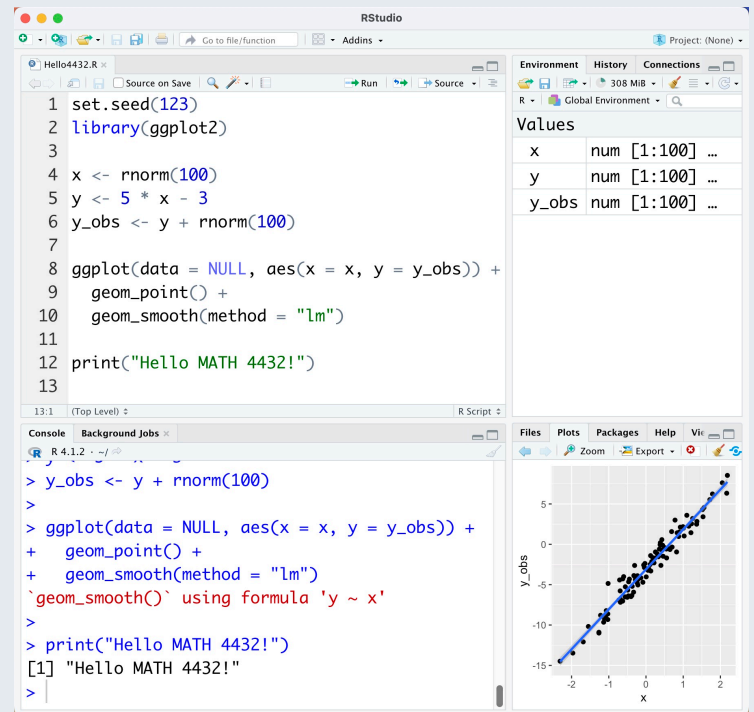 RStudio
Go to file/function
Addins
Project: (None)
Hello4432.R
Source on Save
Run
Source
1 set.seed(123)
2 library(ggplot2)
3
4 x <- rnorm(100)
5 y <- 5 * x - 3
6 y_obs <- y + rnorm(100)
7
8 ggplot(data = NULL, aes(x = x, y = y_obs)) +
9   geom_point() +
10   geom_smooth(method = "lm")
11
12 print("Hello MATH 4432!")
13
13:1 (Top Level) R Script
Environment History Connections
308 MiB
R Global Environment
Values
x num [1:100] …
y num [1:100] …
y_obs num [1:100] …
Console Background Jobs
R 4.1.2 · ~/
> y_obs <- y + rnorm(100)
>
> ggplot(data = NULL, aes(x = x, y = y_obs)) +
+   geom_point() +
+   geom_smooth(method = "lm")
`geom_smooth()` using formula 'y ~ x'
>
> print("Hello MATH 4432!")
[1] "Hello MATH 4432!"
>
Files Plots Packages Help Vie
Zoom Export
y_obs
5
0
-5
-10
-15
-2 -1 0 1 2
x